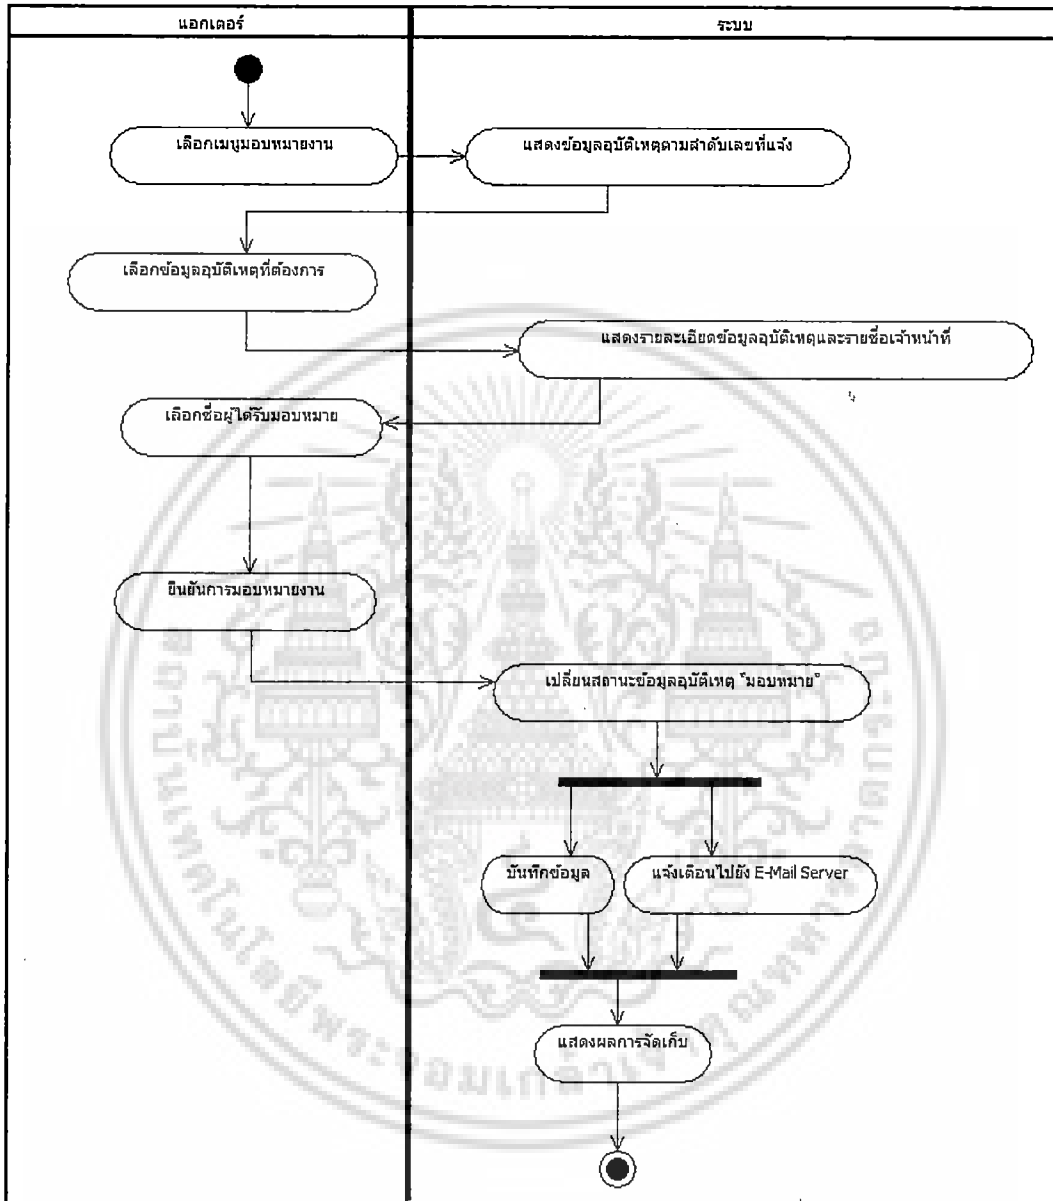 แอกเตอร์
ระบบ
เลือกเมนูมอบหมายงาน
แสดงข้อมูลอุบัติเหตุตามลำดับเลขที่แจ้ง
เลือกข้อมูลอุบัติเหตุที่ต้องการ
แสดงรายละเอียดข้อมูลอุบัติเหตุและรายชื่อเจ้าหน้าที่
เลือกชื่อผู้ได้รับมอบหมาย
ยืนยันการมอบหมายงาน
เปลี่ยนสถานะข้อมูลอุบัติเหตุ "มอบหมาย"
บันทึกข้อมูล
แจ้งเตือนไปยัง E-Mail Server
แสดงผลการจัดเก็บ